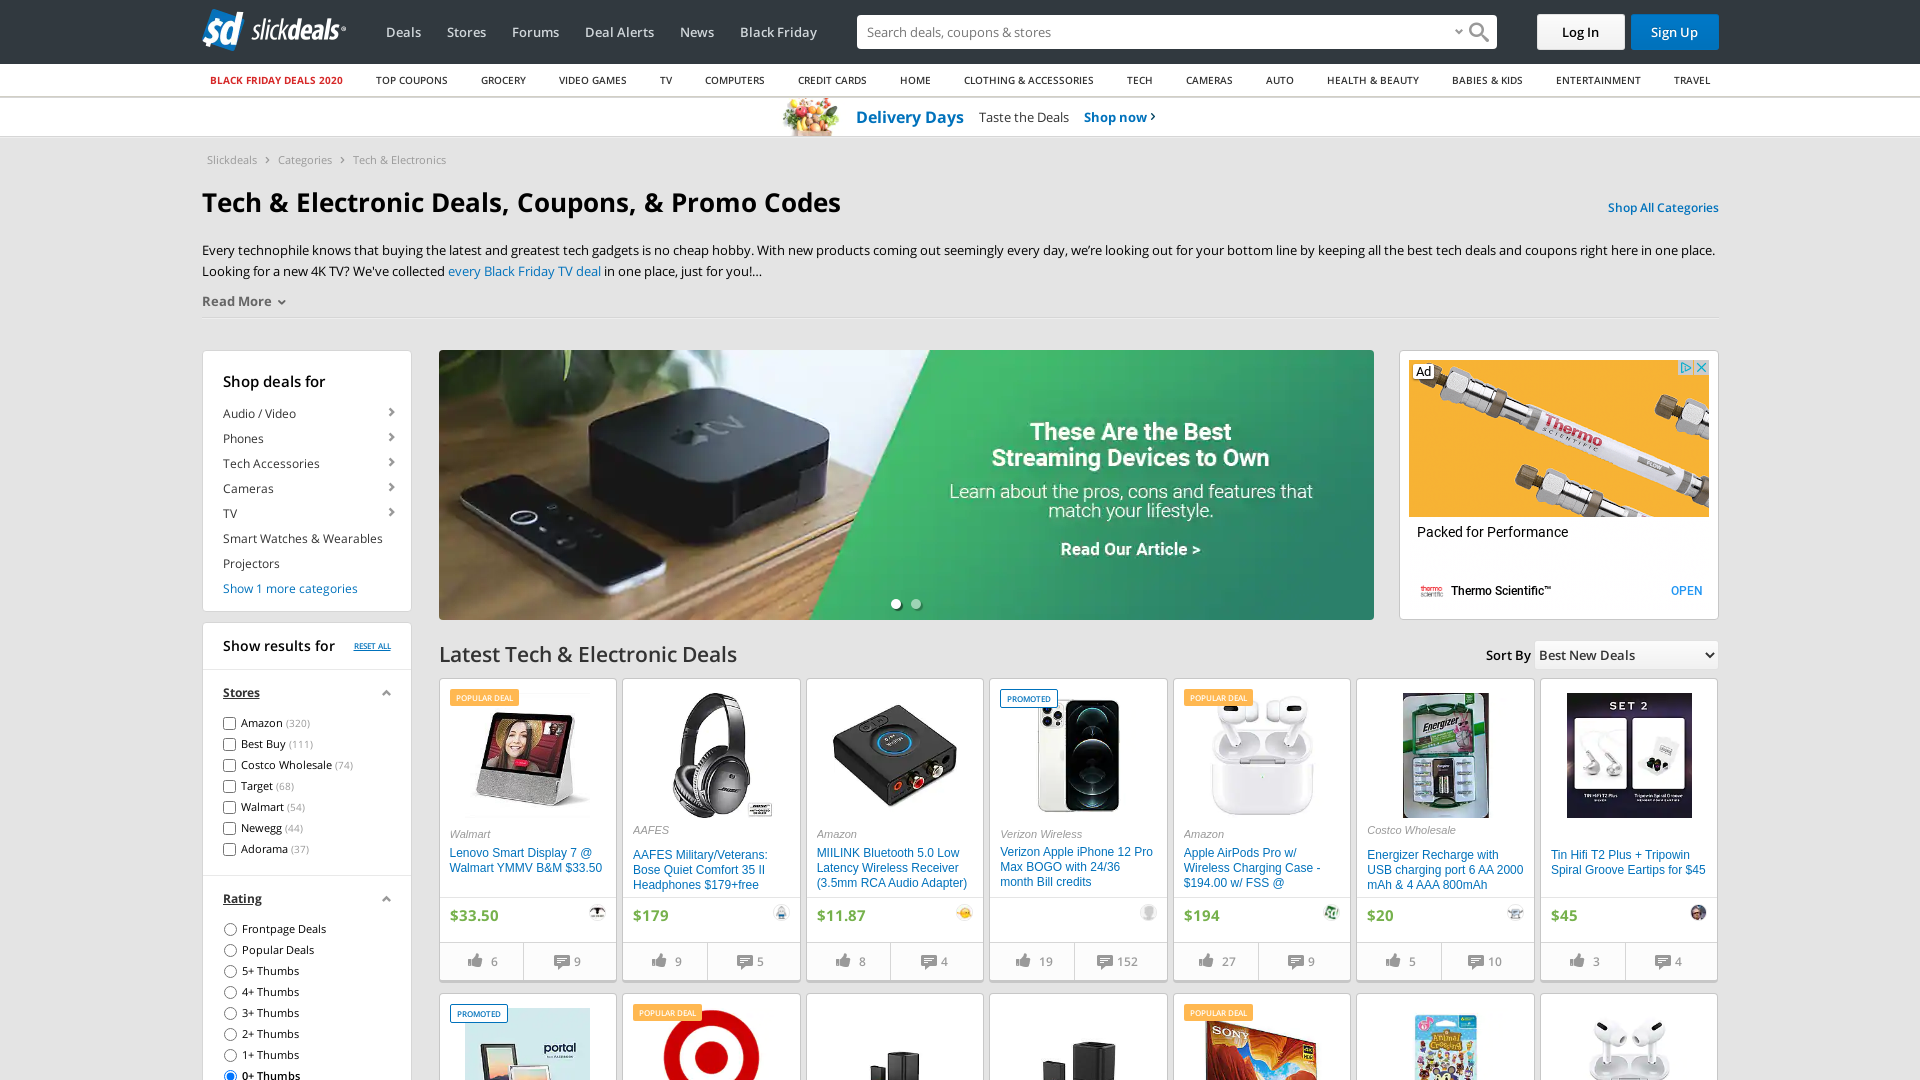 sd slickdeals
Deals
Stores
Forums
Deal Alerts
News
Black Friday
Search deals, coupons & stores
Log In
Sign Up
BLACK FRIDAY DEALS 2020
TOP COUPONS
GROCERY
VIDEO GAMES
TV
COMPUTERS
CREDIT CARDS
HOME
CLOTHING & ACCESSORIES
TECH
CAMERAS
AUTO
HEALTH & BEAUTY
BABIES & KIDS
ENTERTAINMENT
TRAVEL
Delivery Days Taste the Deals Shop now
Slickdeals > Categories > Tech & Electronics
Tech & Electronic Deals, Coupons, & Promo Codes
Shop All Categories
Every technophile knows that buying the latest and greatest tech gadgets is no cheap hobby. With new products coming out seemingly every day, we’re looking out for your bottom line by keeping all the best tech deals and coupons right here in one place.
Looking for a new 4K TV? We've collected every Black Friday TV deal in one place, just for you!...
Read More
Shop deals for
Audio / Video
Phones
Tech Accessories
Cameras
TV
Smart Watches & Wearables
Projectors
Show 1 more categories
Show results for RESET ALL
Stores
Amazon (320)
Best Buy (111)
Costco Wholesale (74)
Target (68)
Walmart (54)
Newegg (44)
Adorama (37)
Rating
Frontpage Deals
Popular Deals
5+ Thumbs
4+ Thumbs
3+ Thumbs
2+ Thumbs
1+ Thumbs
0+ Thumbs
tv
These Are the Best
Streaming Devices to Own
Learn about the pros, cons and features that
match your lifestyle.
Read Our Article >
Ad
Thermo
SCIENTIFIC
FLOW
Packed for Performance
thermo
scientific
Thermo Scientific™
OPEN
Latest Tech & Electronic Deals
Sort By Best New Deals
POPULAR DEAL
Walmart
Lenovo Smart Display 7 @
Walmart YMMV B&M $33.50
$33.50
6
9
BOSE
AAFES
AAFES Military/Veterans:
Bose Quiet Comfort 35 II
Headphones $179+free
$179
9
5
Amazon
MIILINK Bluetooth 5.0 Low
Latency Wireless Receiver
(3.5mm RCA Audio Adapter)
$11.87
8
4
PROMOTED
Verizon Wireless
Verizon Apple iPhone 12 Pro
Max BOGO with 24/36
month Bill credits
19
152
POPULAR DEAL
Amazon
Apple AirPods Pro w/
Wireless Charging Case -
$194.00 w/ FSS @
$194
27
9
Energizer
Costco Wholesale
Energizer Recharge with
USB charging port 6 AA 2000
mAh & 4 AAA 800mAh
$20
5
10
SET 2
TIN HIFI T2 Plus
Tripowin Spiral Groove
Tin Hifi T2 Plus + Tripowin
Spiral Groove Eartips for $45
$45
3
4
PROMOTED
portal
POPULAR DEAL
POPULAR DEAL
SONY
4K
HDR
Animal
Crossing